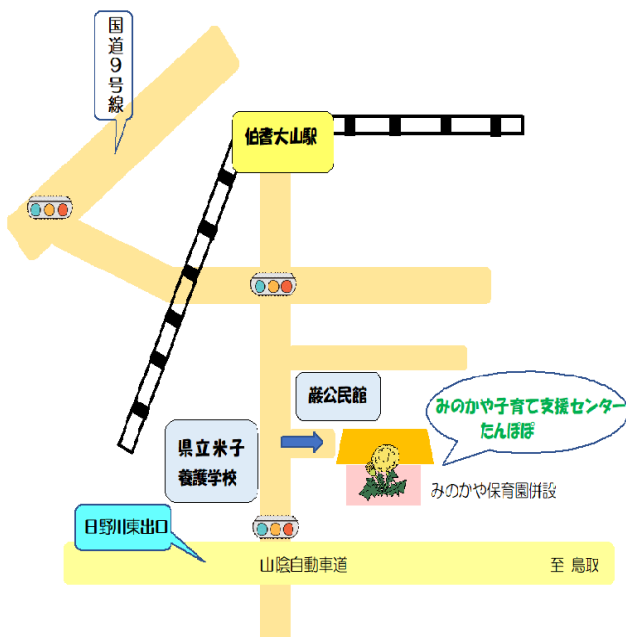 国道9号線
伯耆大山駅
巌公民館
みのかや子育て支援センター
たんぽぽ
県立米子
養護学校
みのかや保育園併設
日野川東出口
山陰自動車道
至 鳥取